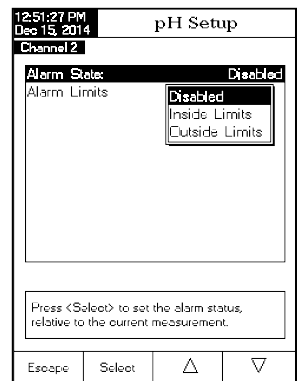 12:51:27 PM
Dec 15, 2014
pH Setup
Channel 2
Alarm State: Disabled
Alarm Limits
Disabled
Inside Limits
Outside Limits
Press <Select> to set the alarm status,
relative to the current measurement.
Escape Select △ ▽